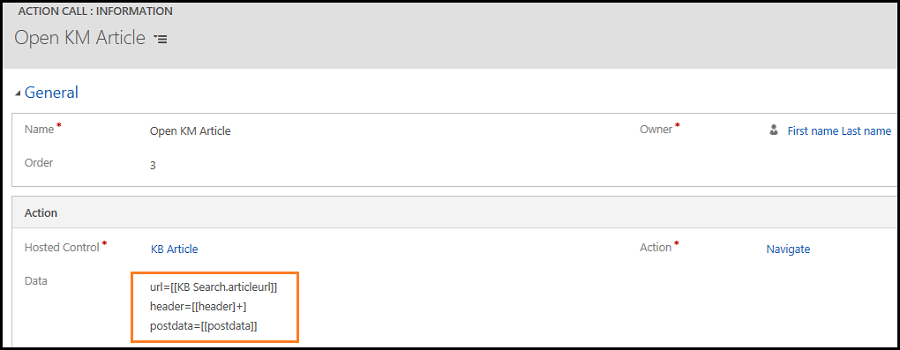 ACTION CALL : INFORMATION
Open KM Article
General
Name * Open KM Article Owner * First name Last name
Order 3
Action
Hosted Control * KB Article Action * Navigate
Data url=[[KB Search.articleurl]]
header=[[header]+]
postdata=[[postdata]]